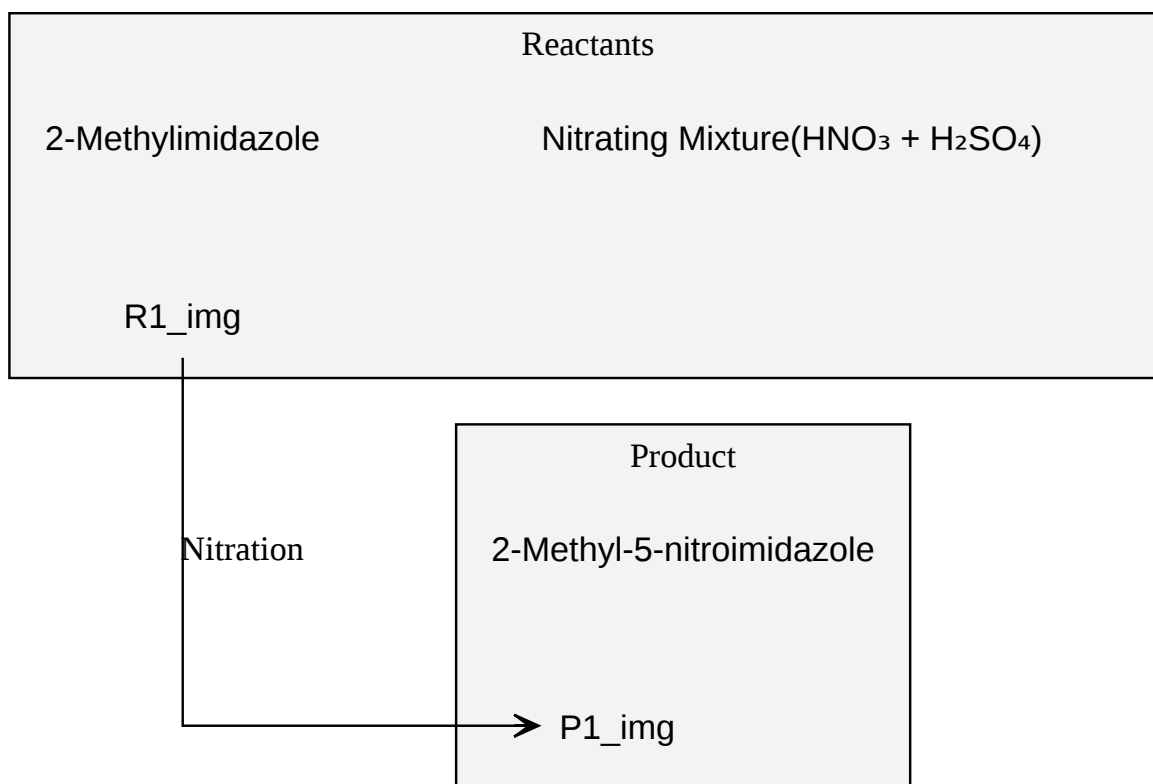 Reactants
2-Methylimidazole
Nitrating Mixture(HNO₃ + H₂SO₄)
R1_img
Product
Nitration
2-Methyl-5-nitroimidazole
P1_img